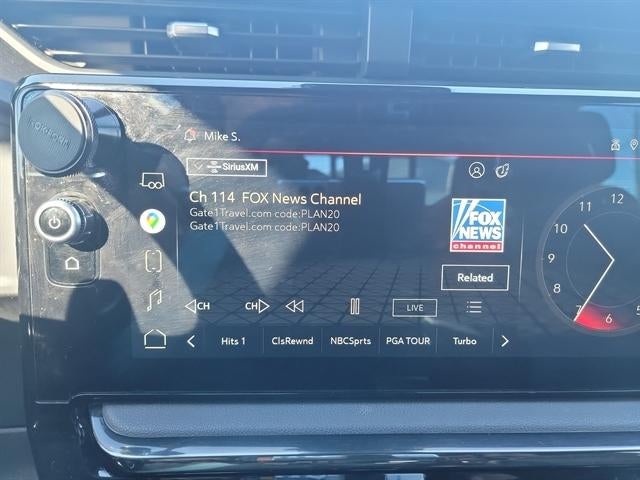 Mike S.
SiriusXM
Ch 114 FOX News Channel
Gate1Travel.com code:PLAN20
Gate1Travel.com code:PLAN20
FOX
NEWS
channel
Related
CH
CH
LIVE
Hits 1
ClsRewnd
NBCSprts
PGA TOUR
Turbo
12
11
10
9
8
7
6
5